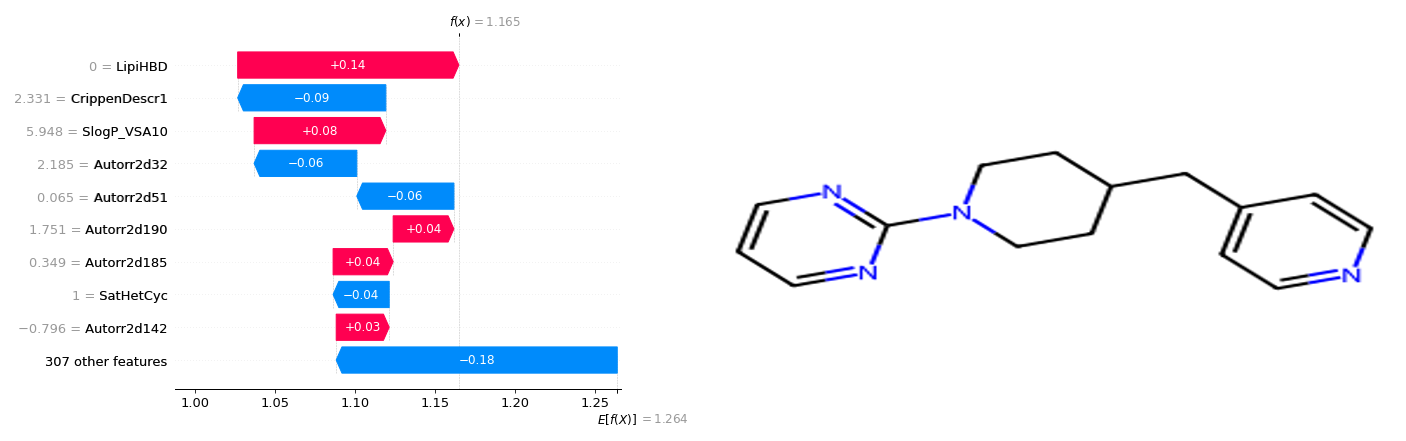 f(x) = 1.165
0 = LipiHBD
+0.14
2.331 = CrippenDescr1
−0.09
5.948 = SlogP_VSA10
+0.08
2.185 = Autorr2d32
−0.06
0.065 = Autorr2d51
−0.06
1.751 = Autorr2d190
+0.04
0.349 = Autorr2d185
+0.04
1 = SatHetCyc
−0.04
−0.796 = Autorr2d142
+0.03
307 other features
−0.18
1.00 1.05 1.10 1.15 1.20 1.25
E[f(X)] = 1.264
N
N
N
N